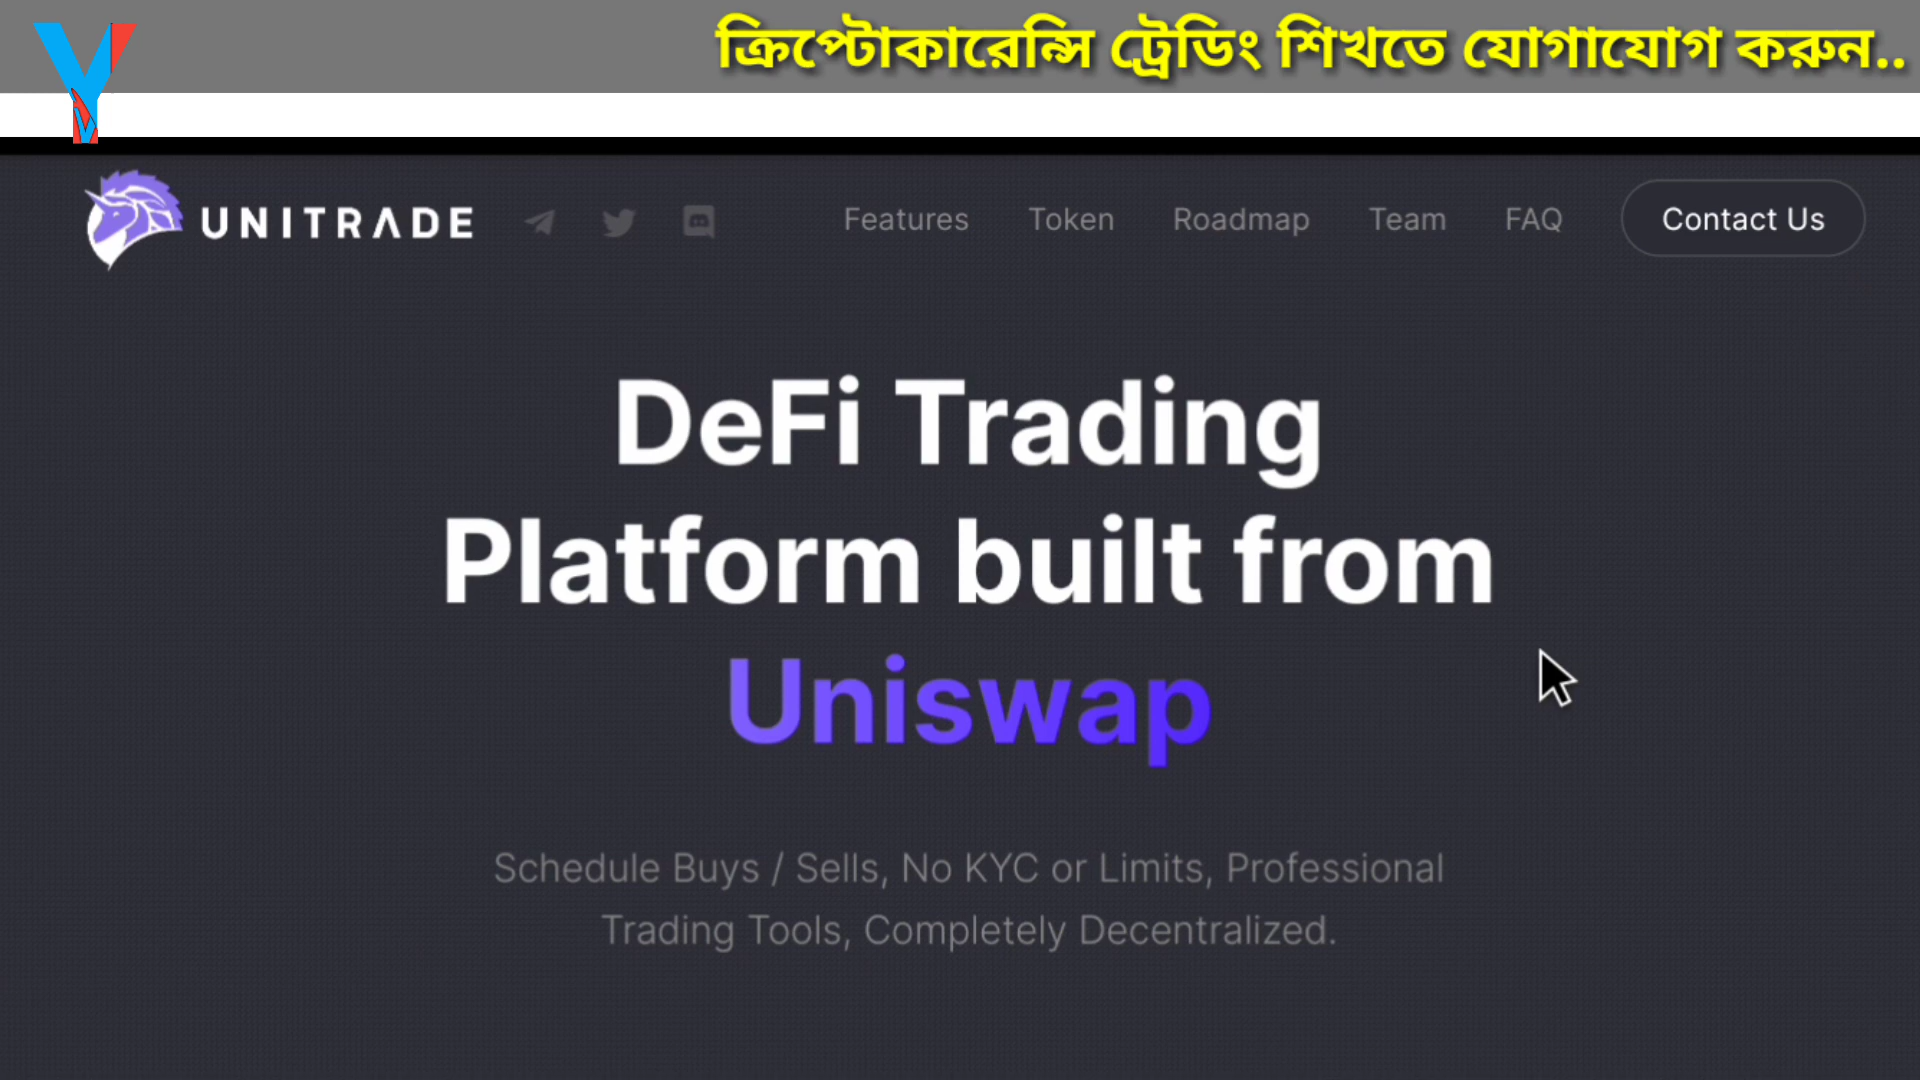 ক্রিপ্টোকারেন্সি ট্রেডিং শিখতে যোগাযোগ করুন..
UNITRADE Features Token Roadmap Team FAQ Contact Us
DeFi Trading
Platform built from
Uniswap
Schedule Buys / Sells, No KYC or Limits, Professional
Trading Tools, Completely Decentralized.